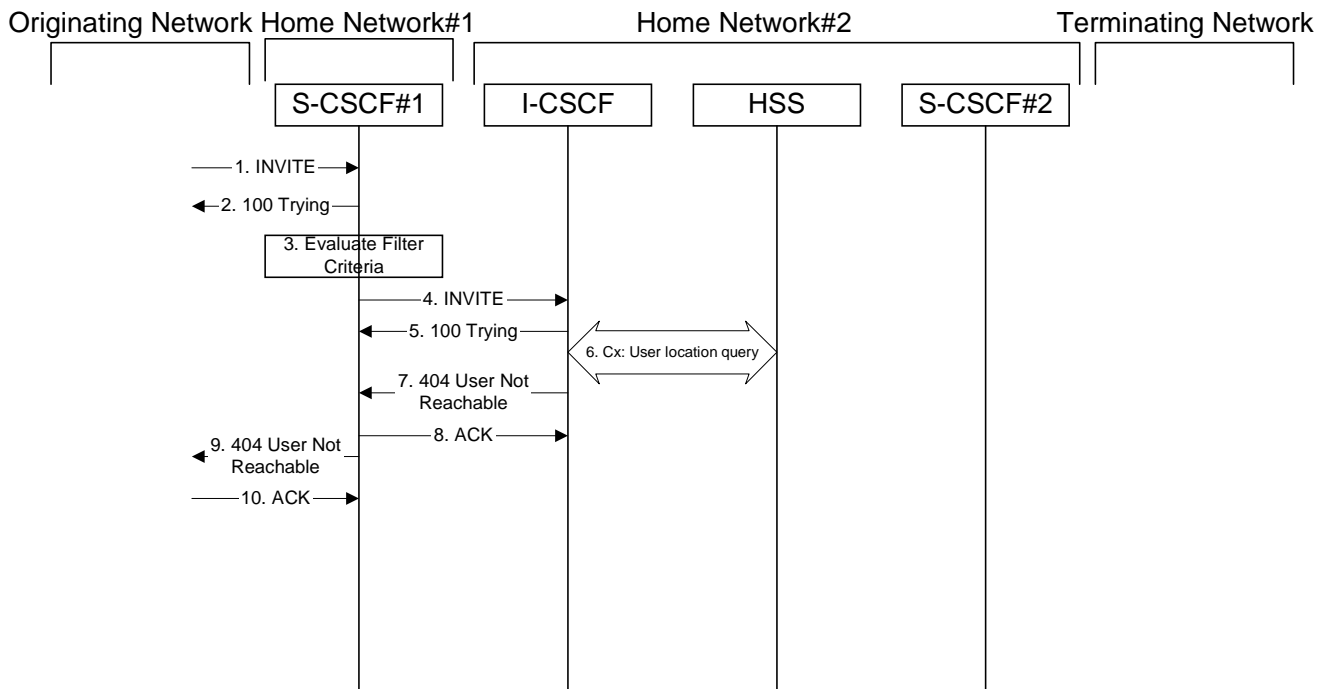 Originating Network Home Network#1 Home Network#2 Terminating Network
S-CSCF#1 I-CSCF HSS S-CSCF#2
1. INVITE
2. 100 Trying
3. Evaluate Filter
Criteria
4. INVITE
5. 100 Trying
6. Cx: User location query
7. 404 User Not
Reachable
8. ACK
9. 404 User Not
Reachable
10. ACK